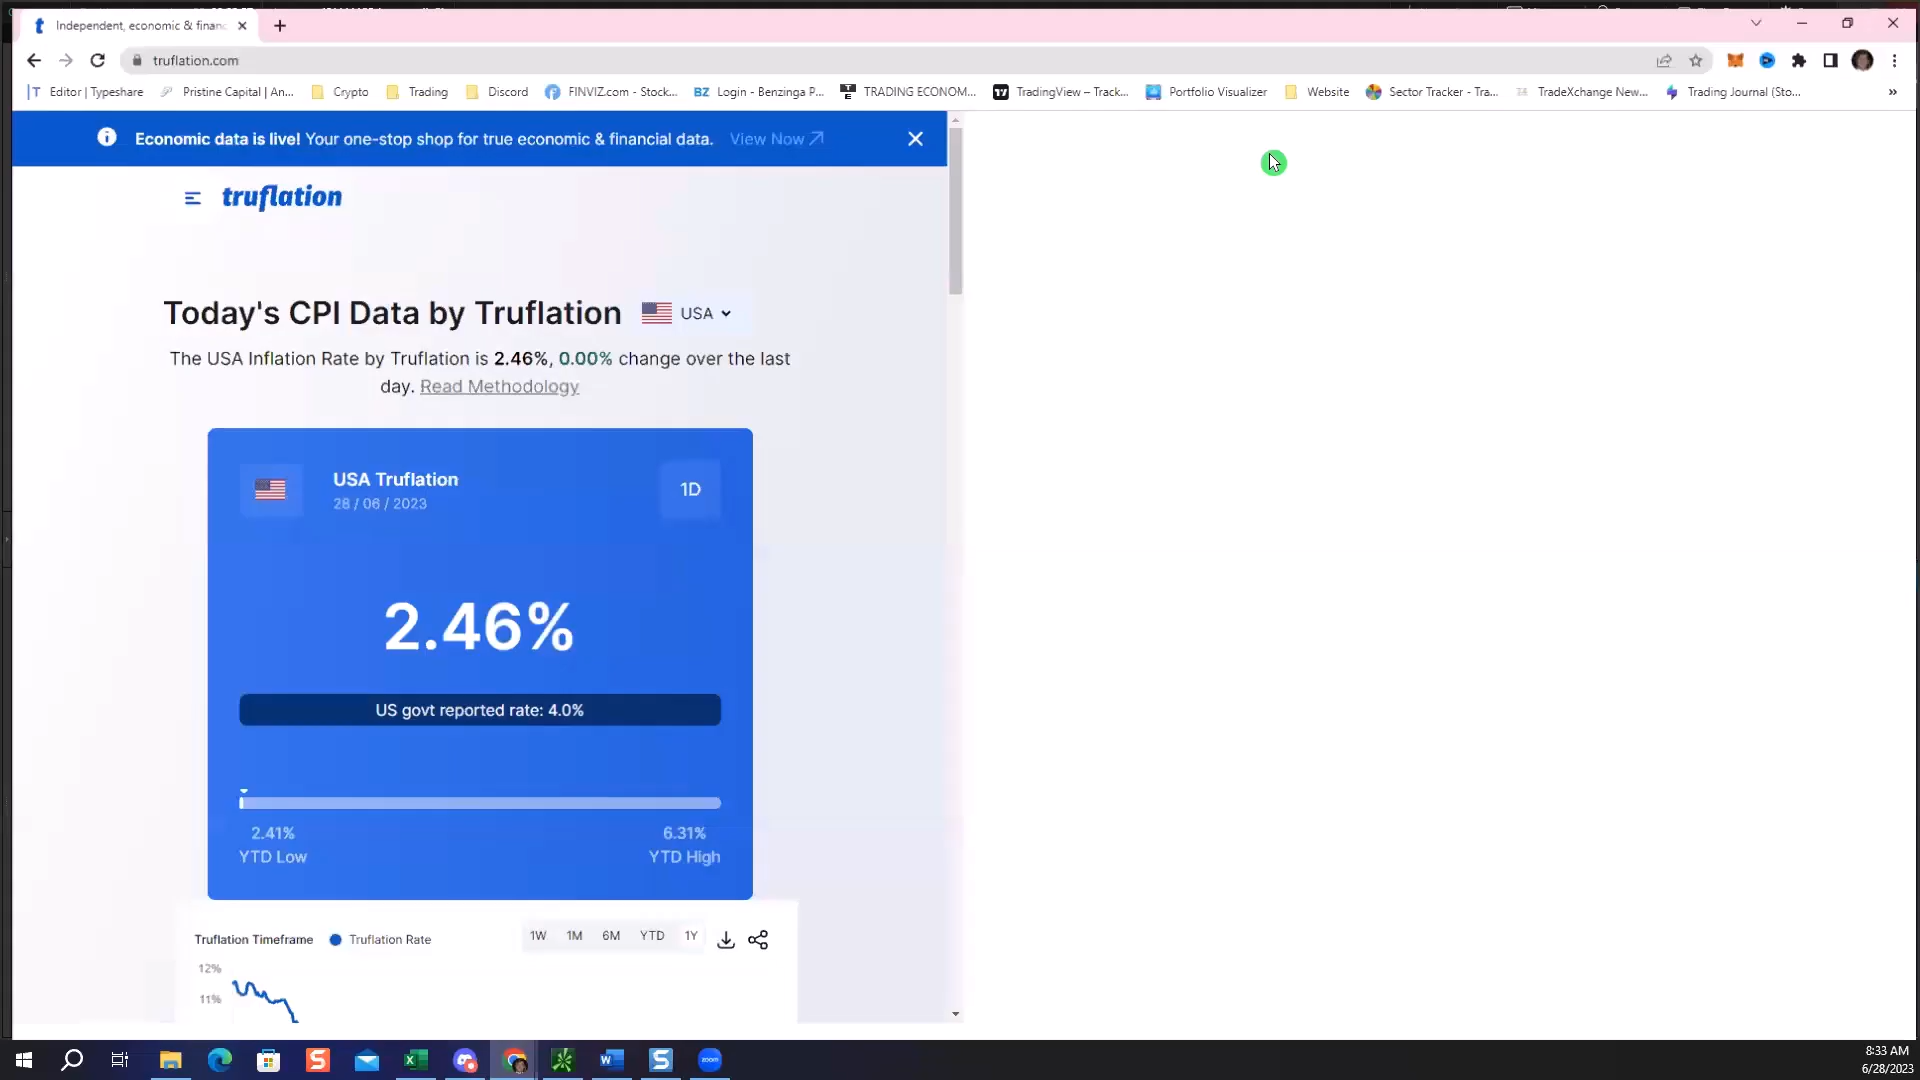 Independent, economic & financ
truflation.com
Editor | Typeshare
Pristine Capital | An...
Crypto
Trading
Discord
FINVIZ.com - Stock...
BZ
Login - Benzinga P...
TRADING ECONOM...
TradingView – Track...
Portfolio Visualizer
Website
Sector Tracker - Tra...
TradeXchange New...
Trading Journal (Sto...
»
Economic data is live! Your one-stop shop for true economic & financial data. View Now
truflation
Today's CPI Data by Truflation
USA
The USA Inflation Rate by Truflation is 2.46%, 0.00% change over the last
day. Read Methodology
USA Truflation
28 / 06 / 2023
1D
2.46%
US govt reported rate: 4.0%
2.41%
YTD Low
6.31%
YTD High
Truflation Timeframe
Truflation Rate
1W
1M
6M
YTD
1Y
12%
11%
8:33 AM
6/28/2023